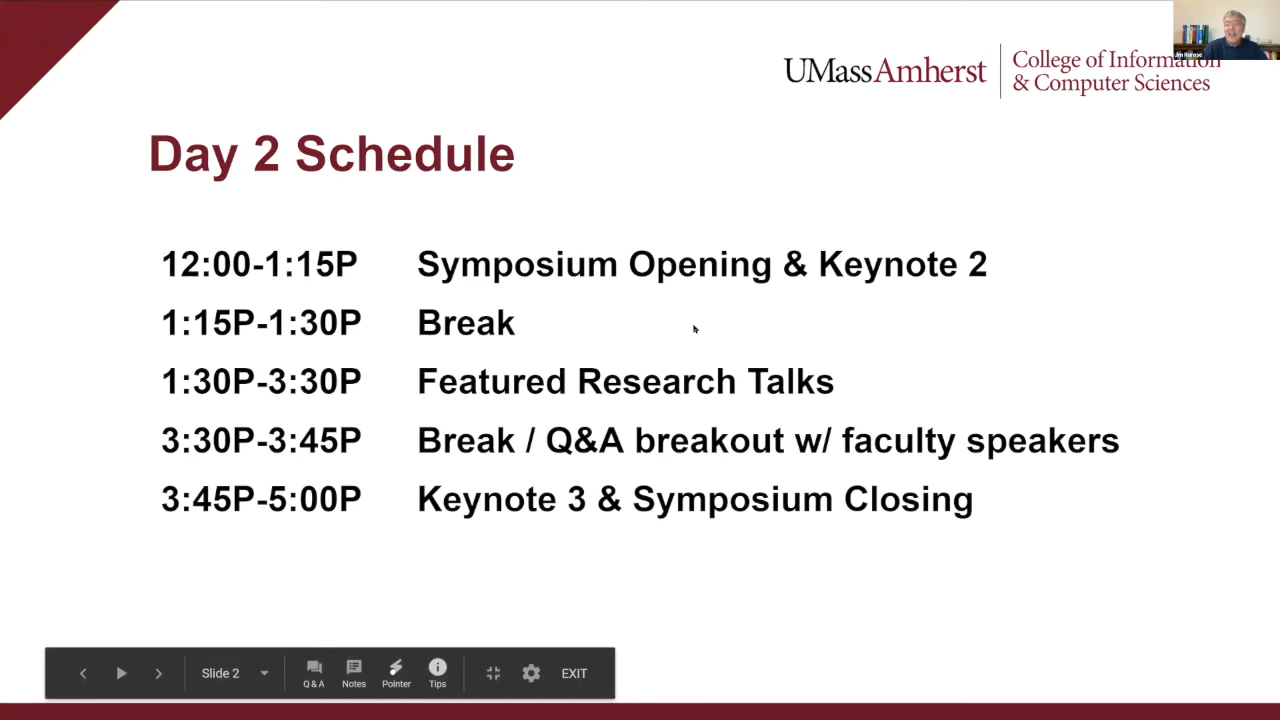 Jim Kurose
UMassAmherst
College of Information
& Computer Sciences
Day 2 Schedule
12:00-1:15P Symposium Opening & Keynote 2
1:15P-1:30P Break
1:30P-3:30P Featured Research Talks
3:30P-3:45P Break / Q&A breakout w/ faculty speakers
3:45P-5:00P Keynote 3 & Symposium Closing
Slide 2
Q & A
Notes
Pointer
Tips
EXIT